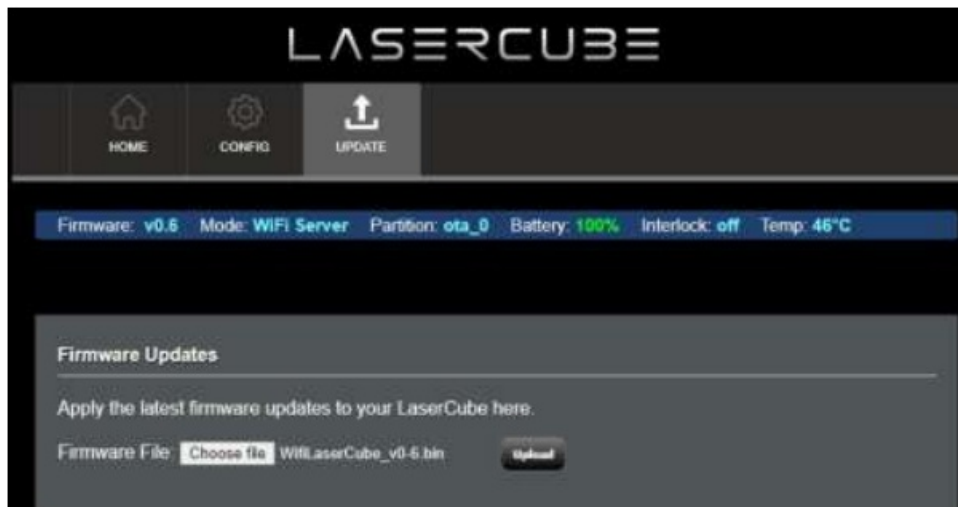 LASERCUBE
HOME CONFIG UPDATE
Firmware: v0.6 Mode: WiFi Server Partition: ota_0 Battery: 100% Interlock: off Temp: 46°C
Firmware Updates
Apply the latest firmware updates to your LaserCube here.
Firmware File: Choose file WifiLaserCube_v0-6.bin Upload